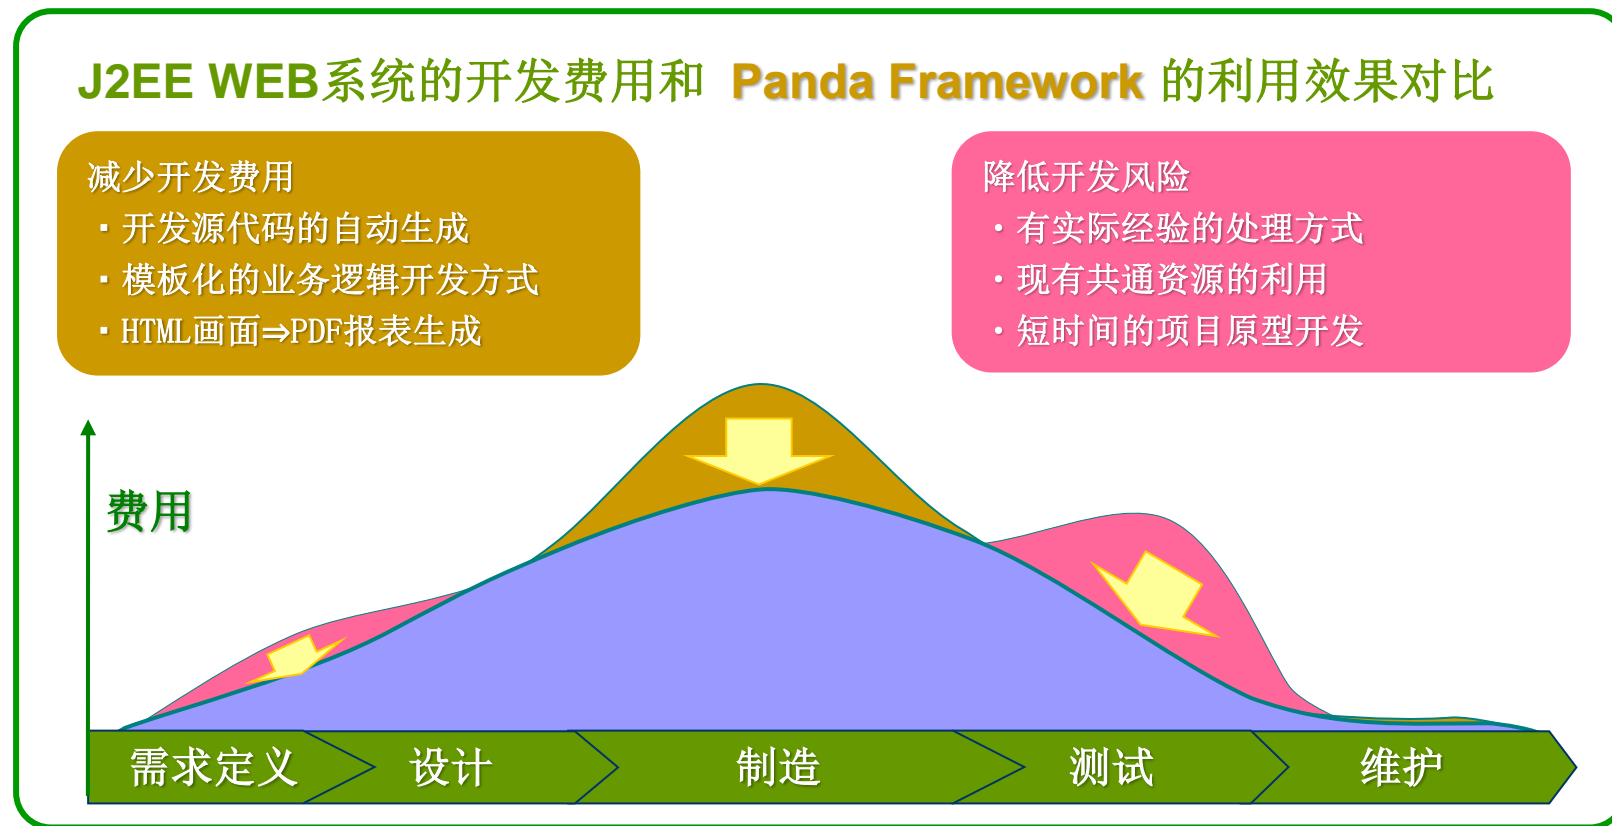 J2EE WEB系统的开发费用和 Panda Framework 的利用效果对比
减少开发费用
▪开发源代码的自动生成
▪模板化的业务逻辑开发方式
▪HTML画面⇒PDF报表生成
降低开发风险
・有实际经验的处理方式
・现有共通资源的利用
・短时间的项目原型开发
费用
需求定义
设计
制造
测试
维护